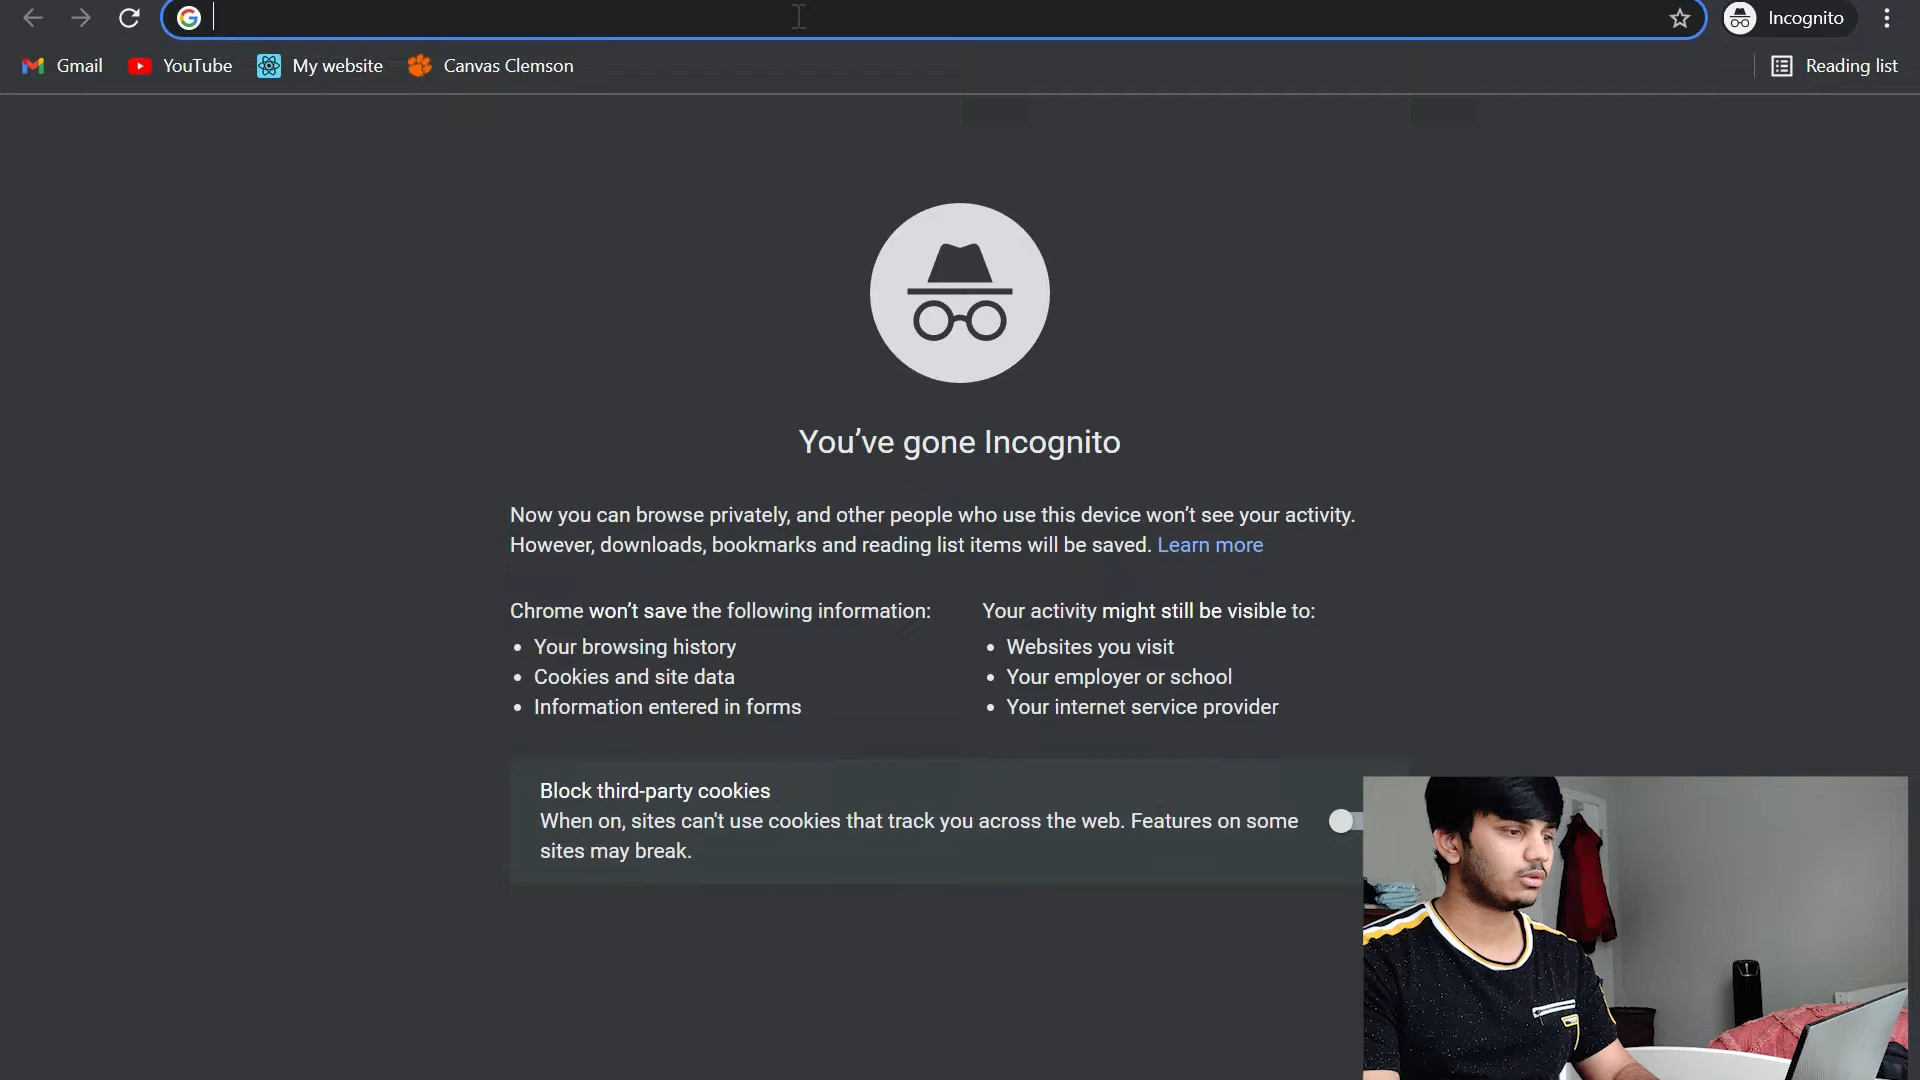 Incognito
Gmail YouTube My website Canvas Clemson Reading list
You've gone Incognito
Now you can browse privately, and other people who use this device won't see your activity.
However, downloads, bookmarks and reading list items will be saved. Learn more
Chrome won't save the following information:
• Your browsing history
• Cookies and site data
• Information entered in forms
Your activity might still be visible to:
• Websites you visit
• Your employer or school
• Your internet service provider
Block third-party cookies
When on, sites can't use cookies that track you across the web. Features on some
sites may break.